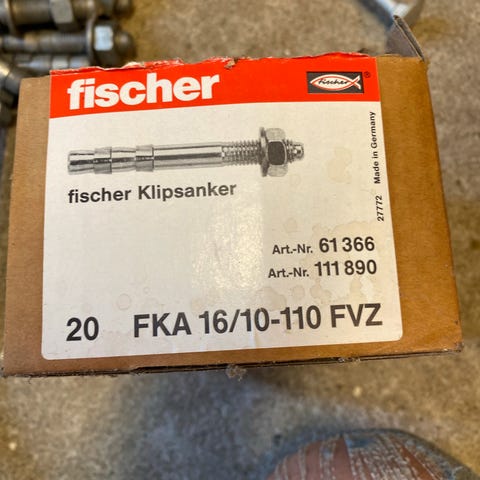 fischer
fischer
®
Made in Germany
27772
fischer Klipsanker
Art.-Nr. 61 366
Art.-Nr. 111 890
20 FKA 16/10-110 FVZ